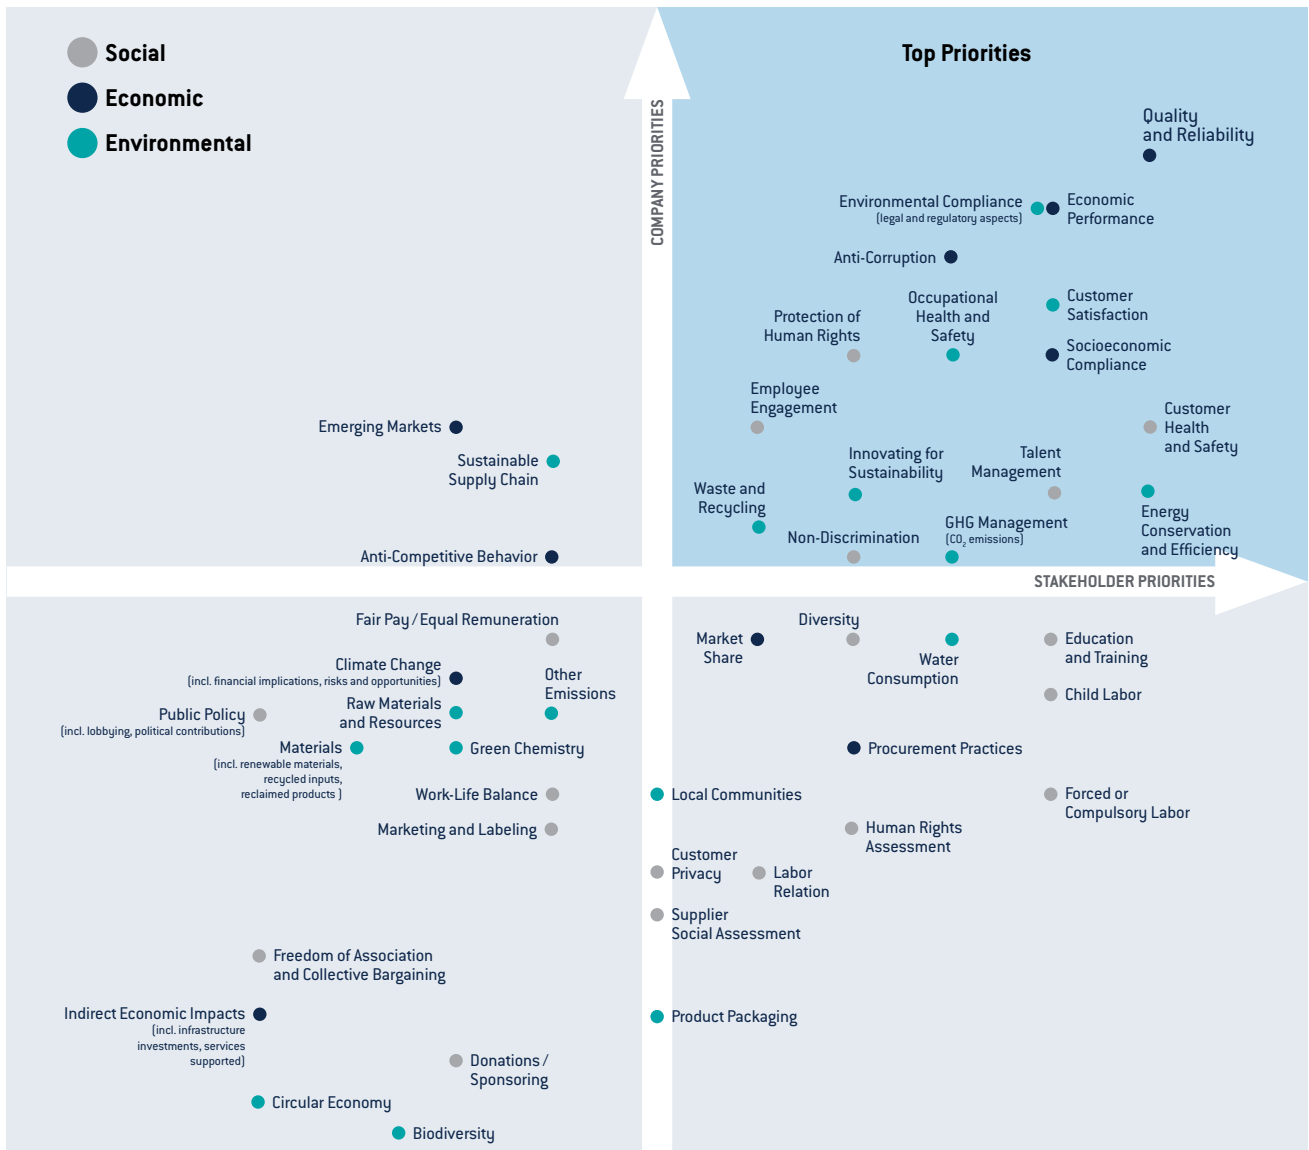 Social
Economic
Environmental
Top Priorities
COMPANY PRIORITIES
Quality
and Reliability
Environmental Compliance
(legal and regulatory aspects)
Economic
Performance
Anti-Corruption
Occupational
Health and
Safety
Customer
Satisfaction
Protection of
Human Rights
Socioeconomic
Compliance
Employee
Engagement
Customer
Health
and Safety
Emerging Markets
Sustainable
Supply Chain
Innovating for
Sustainability
Talent
Management
Waste and
Recycling
Energy
Conservation
and Efficiency
Non-Discrimination
GHG Management
(CO₂ emissions)
Anti-Competitive Behavior
STAKEHOLDER PRIORITIES
Fair Pay / Equal Remuneration
Market
Share
Diversity
Water
Consumption
Education
and Training
Climate Change
(incl. financial implications, risks and opportunities)
Other
Emissions
Child Labor
Public Policy
(incl. lobbying, political contributions)
Raw Materials
and Resources
Materials
(incl. renewable materials,
recycled inputs,
reclaimed products )
Green Chemistry
Procurement Practices
Work-Life Balance
Local Communities
Forced or
Compulsory Labor
Marketing and Labeling
Human Rights
Assessment
Customer
Privacy
Labor
Relation
Supplier
Social Assessment
Freedom of Association
and Collective Bargaining
Indirect Economic Impacts
(incl. infrastructure
investments, services
supported)
Product Packaging
Donations /
Sponsoring
Circular Economy
Biodiversity